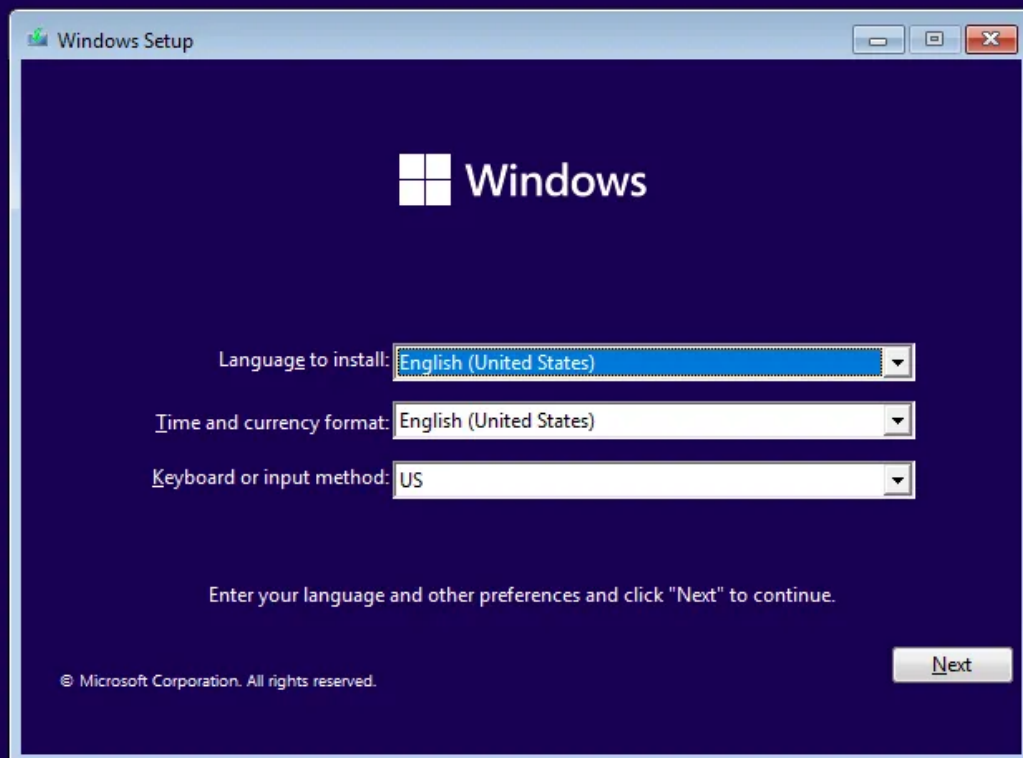 Windows Setup
Windows
Language to install: English (United States)
Time and currency format: English (United States)
Keyboard or input method: US
Enter your language and other preferences and click "Next" to continue.
Next
© Microsoft Corporation. All rights reserved.